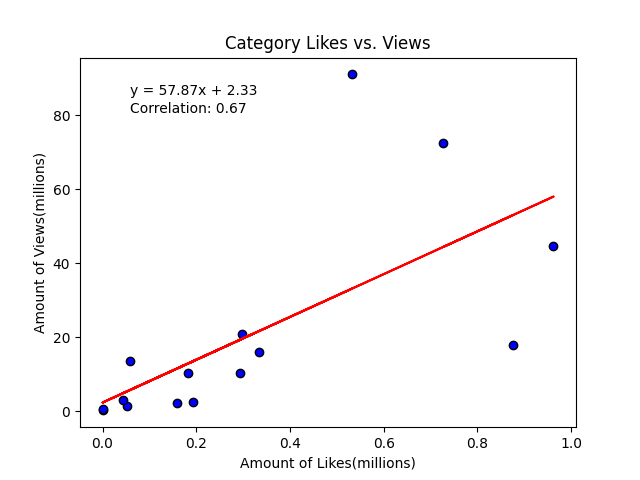 Category Likes vs. Views
y = 57.87x + 2.33
Correlation: 0.67
80
60
40
20
0
Amount of Views(millions)
0.0 0.2 0.4 0.6 0.8 1.0
Amount of Likes(millions)